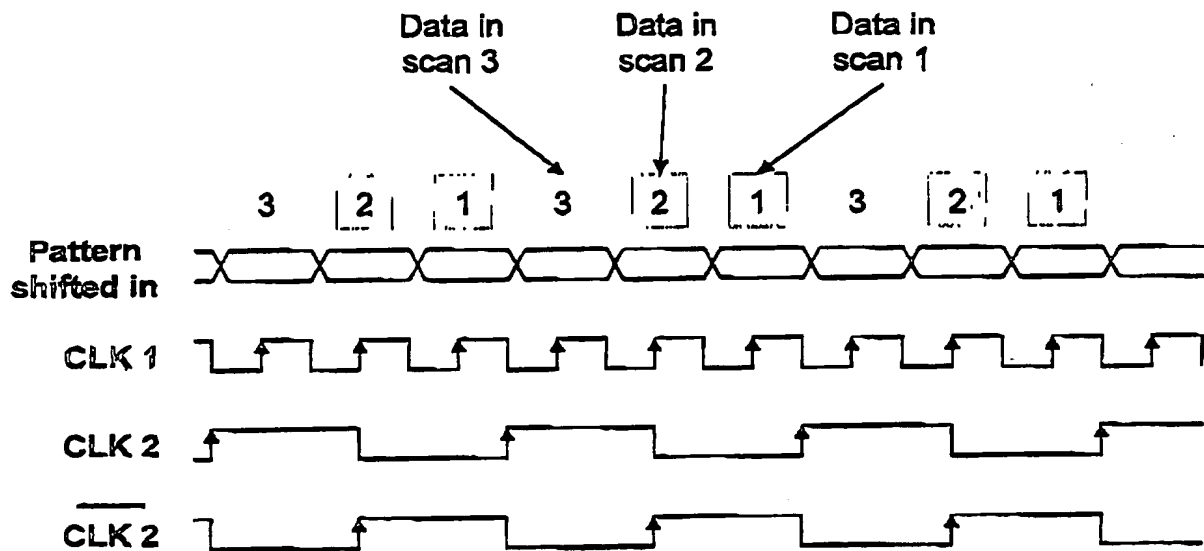 Data in
scan 3
Data in
scan 2
Data in
scan 1
3 2 1 3 2 1 3 2 1
Pattern
shifted in
CLK 1
CLK 2
CLK 2